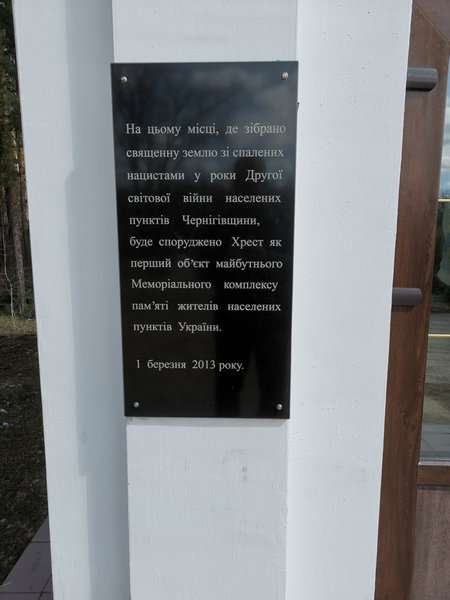 На цьому місці, де зібрано
священну землю зі спалених
нацистами у роки Другої
світової війни населених
пунктів Чернігівщини,
буде споруджено Хрест як
перший об'єкт майбутнього
Меморіального комплексу
пам'яті жителів населених
пунктів України.
1 березня 2013 року.